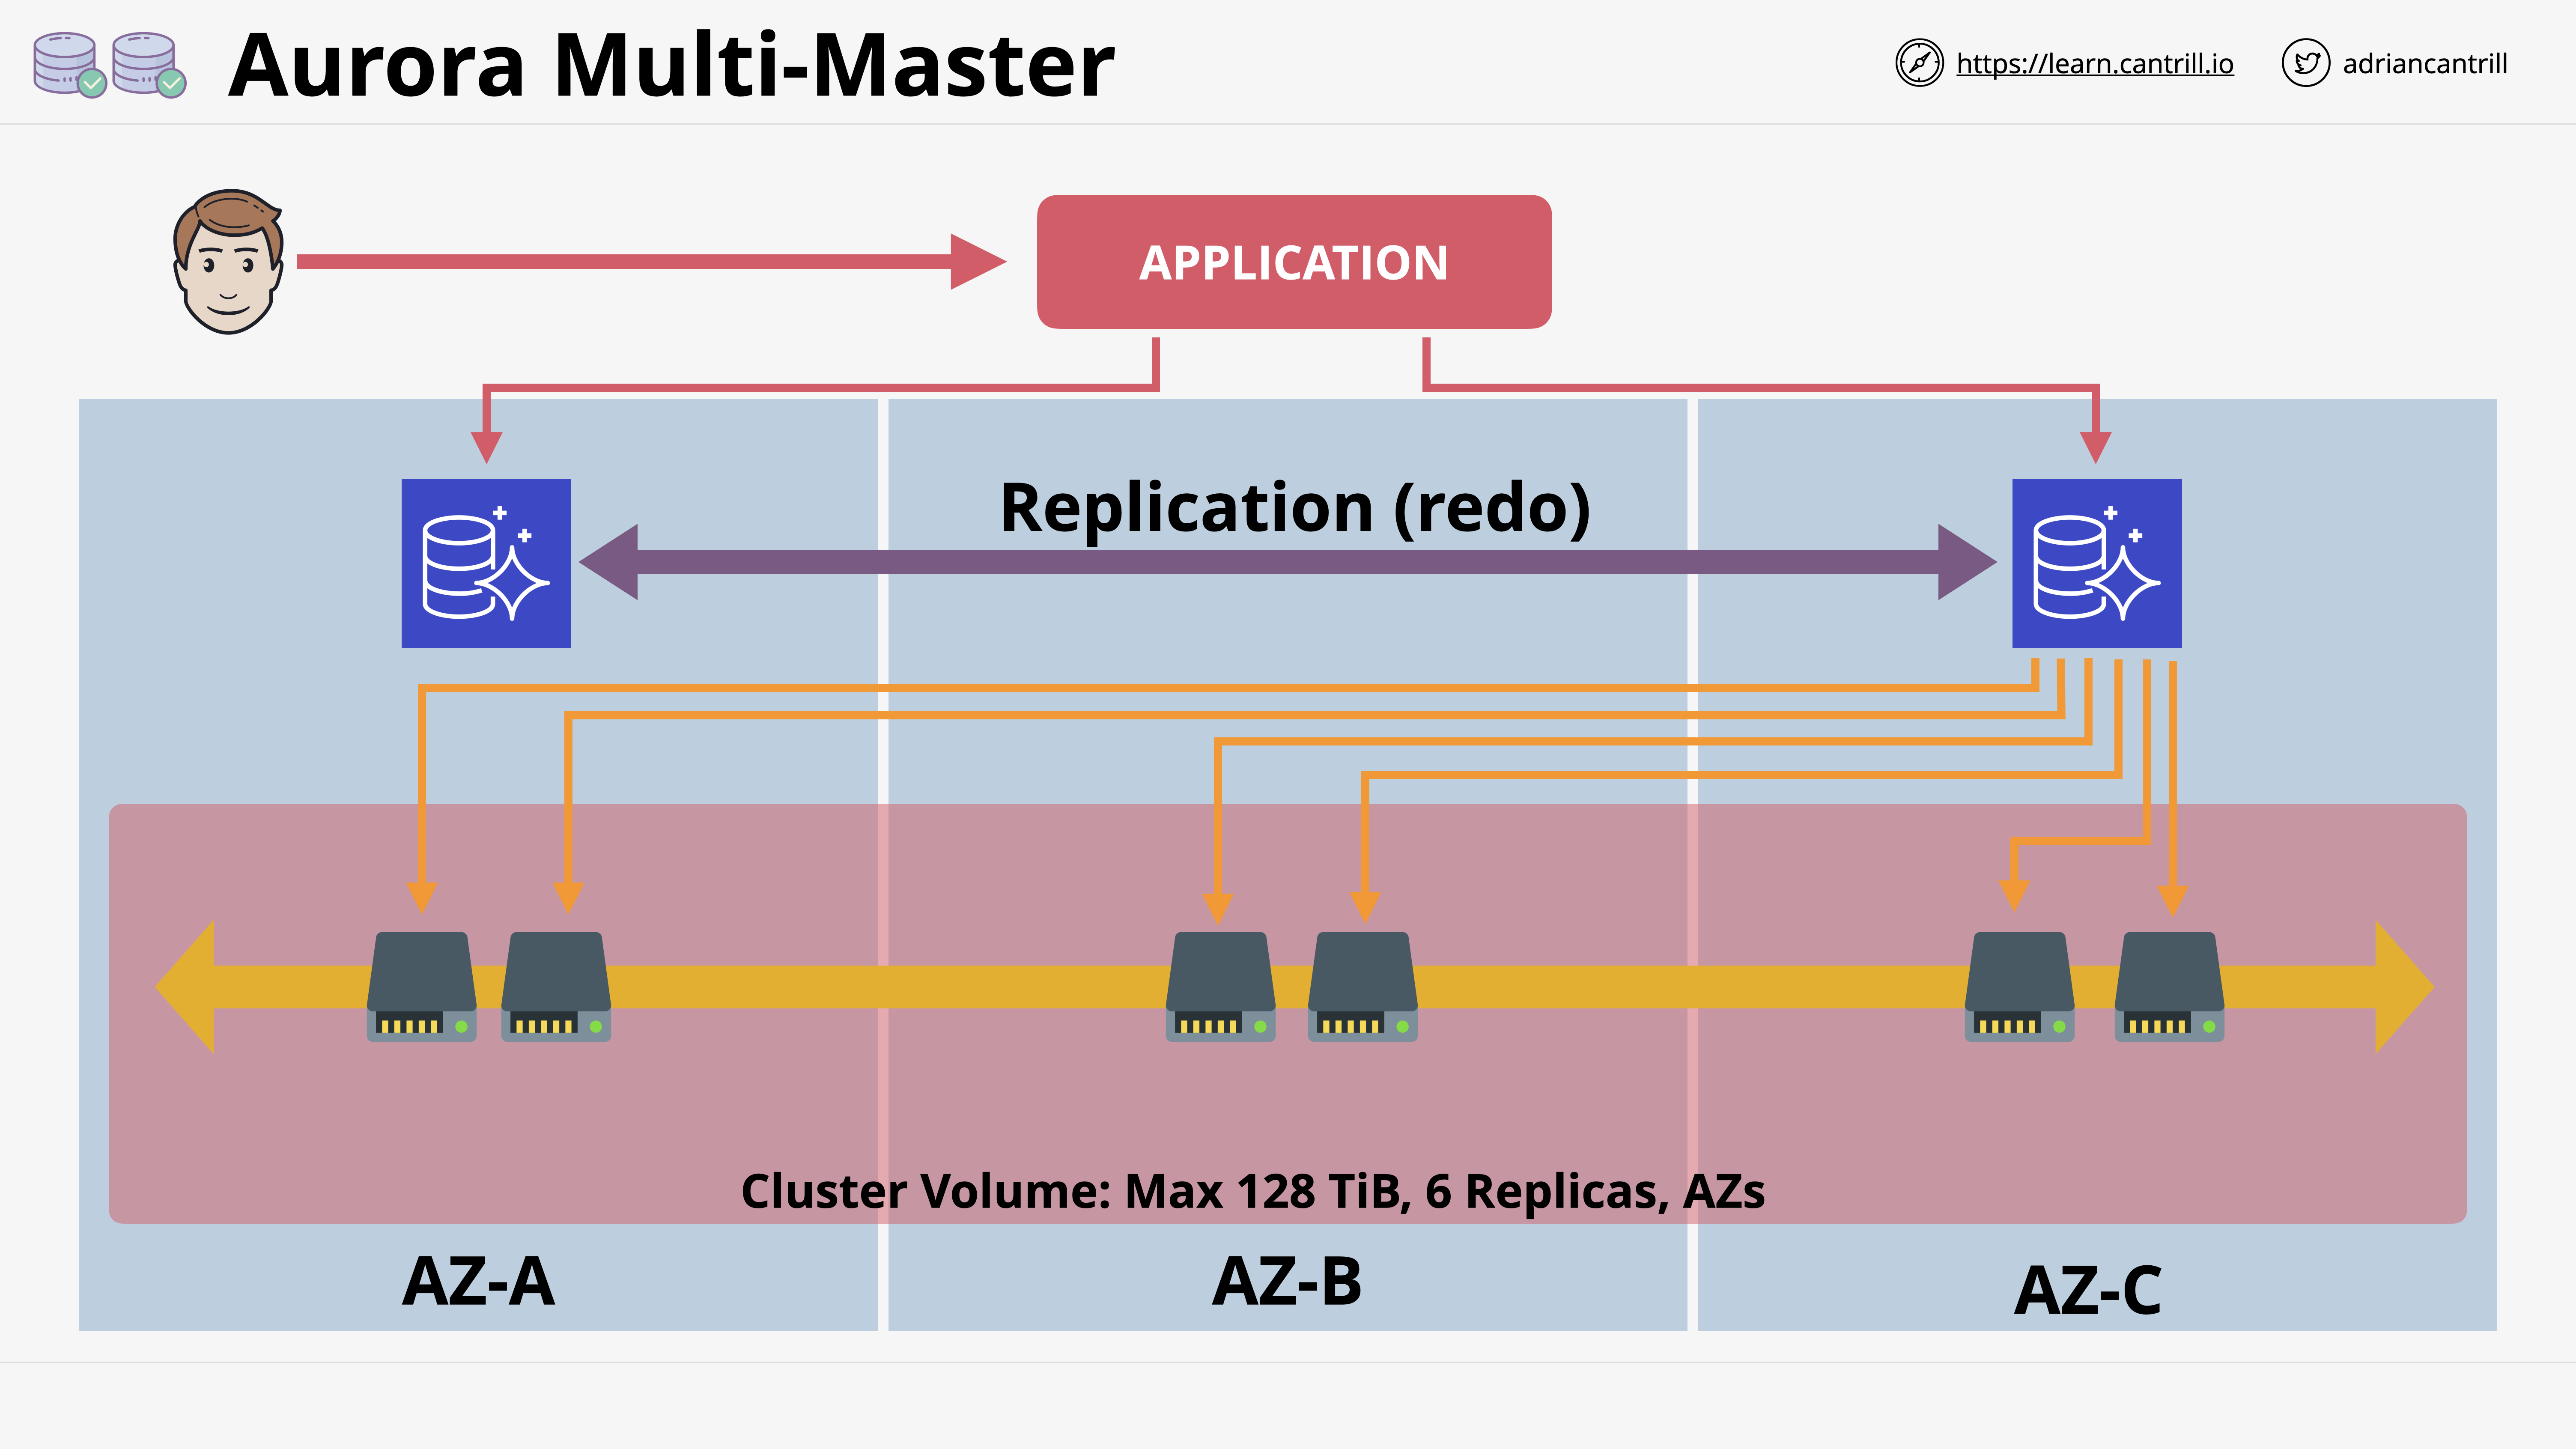 Aurora Multi-Master
https://learn.cantrill.io
adriancantrill
APPLICATION
Replication (redo)
Cluster Volume: Max 128 TiB, 6 Replicas, AZs
AZ-A
AZ-B
AZ-C